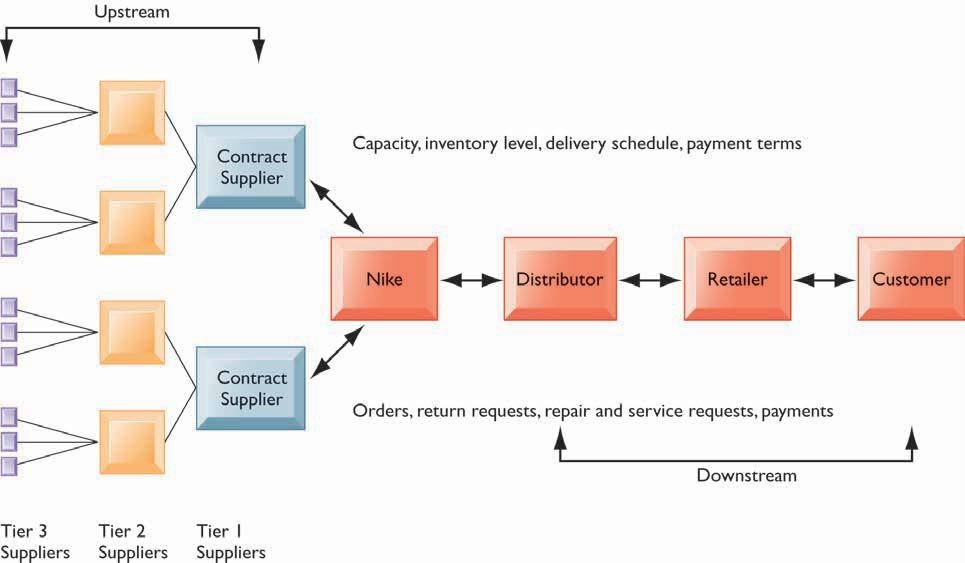 Upstream
Contract
Supplier
Capacity, inventory level, delivery schedule, payment terms
Nike
Distributor
Retailer
Customer
Contract
Supplier
Orders, return requests, repair and service requests, payments
Downstream
Tier 3
Suppliers
Tier 2
Suppliers
Tier 1
Suppliers